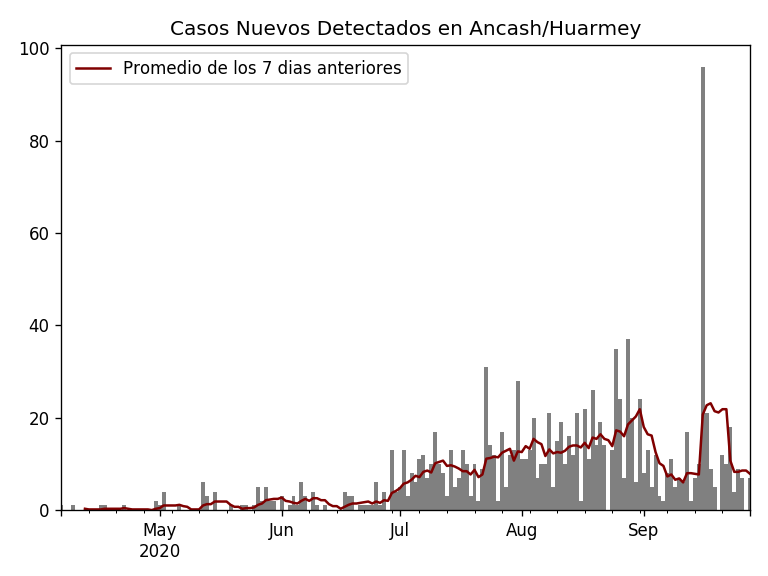 Casos Nuevos Detectados en Ancash/Huarmey
Promedio de los 7 dias anteriores
100
80
60
40
20
0
May Jun Jul Aug Sep
2020